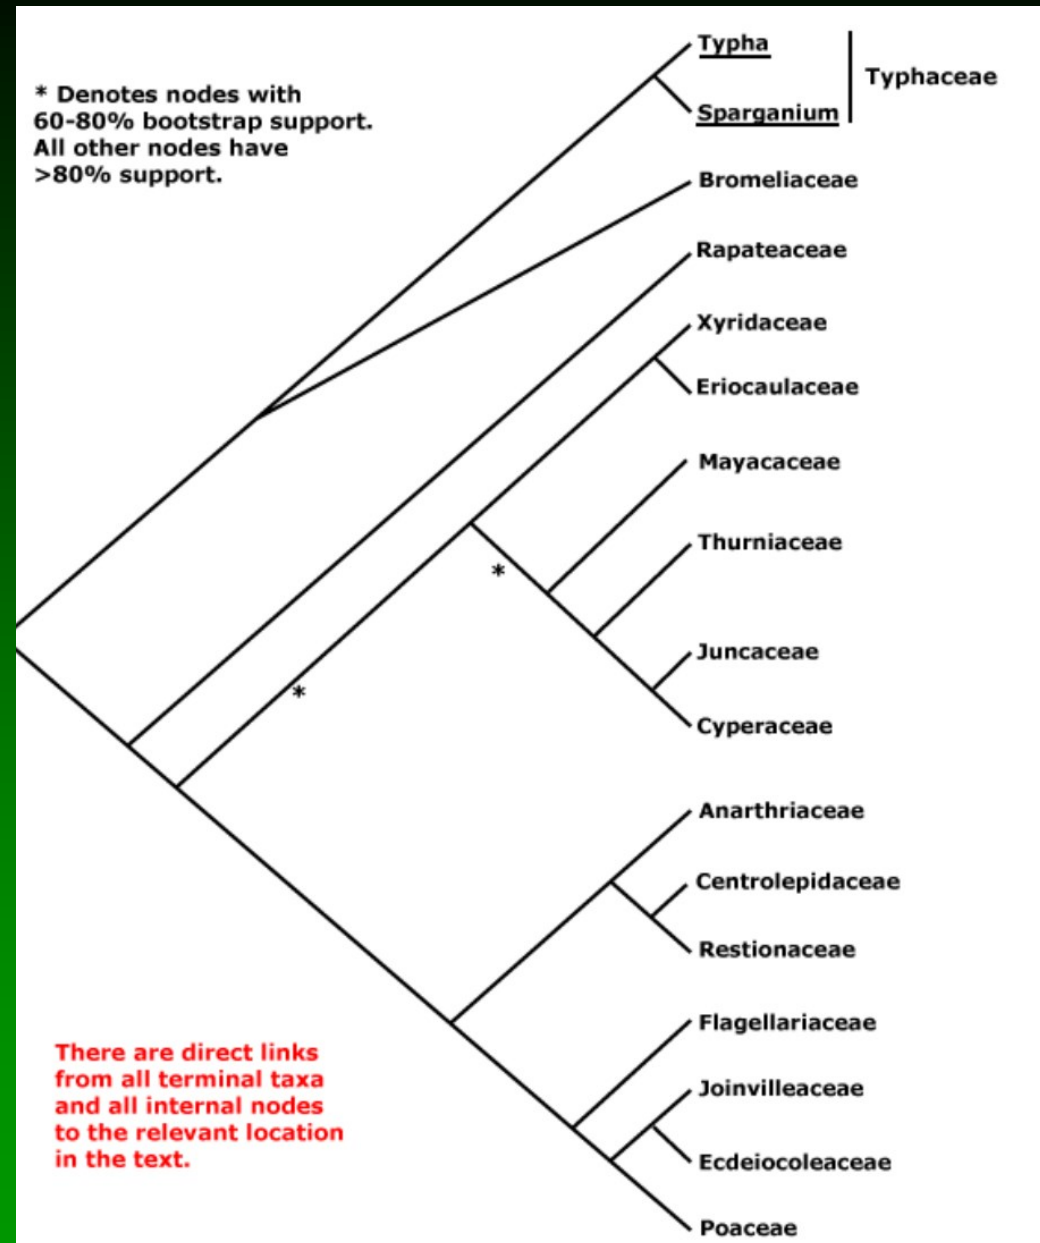 * Denotes nodes with
60-80% bootstrap support.
All other nodes have
>80% support.
Typha
Typhaceae
Sparganium
Bromeliaceae
Rapateaceae
Xyridaceae
Eriocaulaceae
Mayacaceae
Thurniaceae
*
Juncaceae
*
Cyperaceae
Anarthriaceae
Centrolepidaceae
Restionaceae
Flagellariaceae
There are direct links
from all terminal taxa
and all internal nodes
to the relevant location
in the text.
Joinvilleaceae
Ecdeiocoleaceae
Poaceae